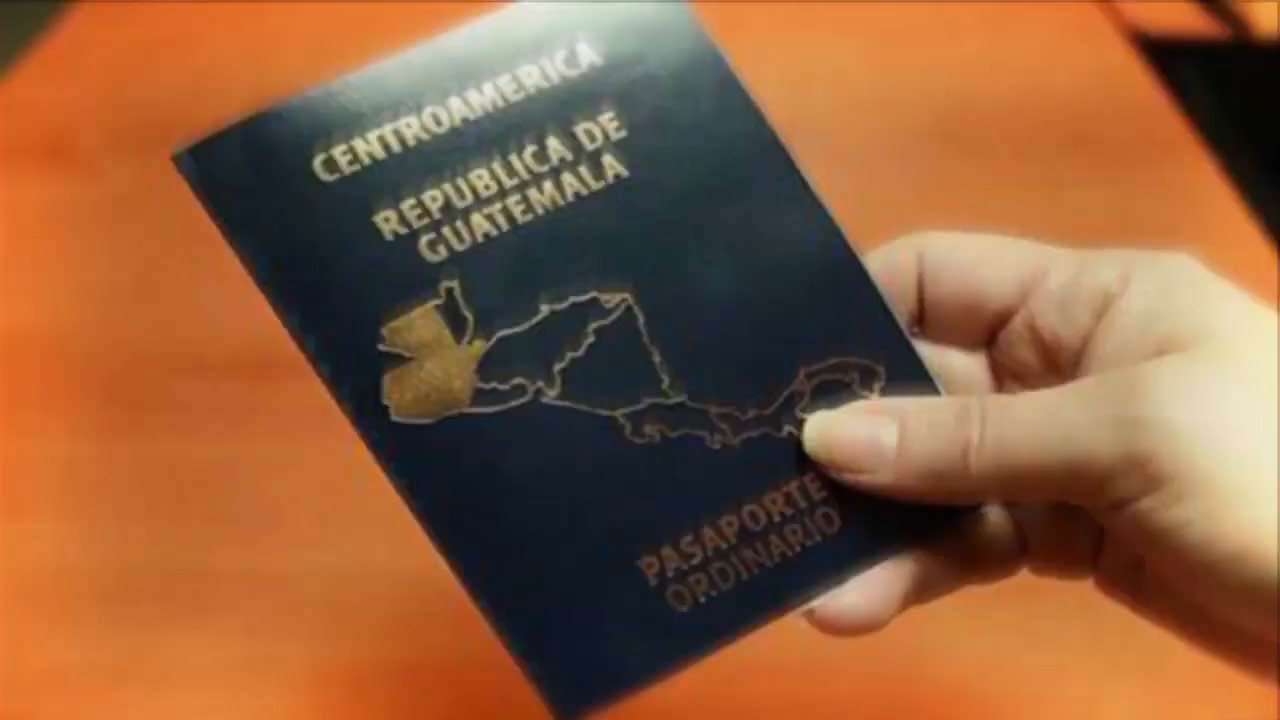 CENTROAMERICA
REPUBLICA DE
GUATEMALA
PASAPORTE
ORDINARIO